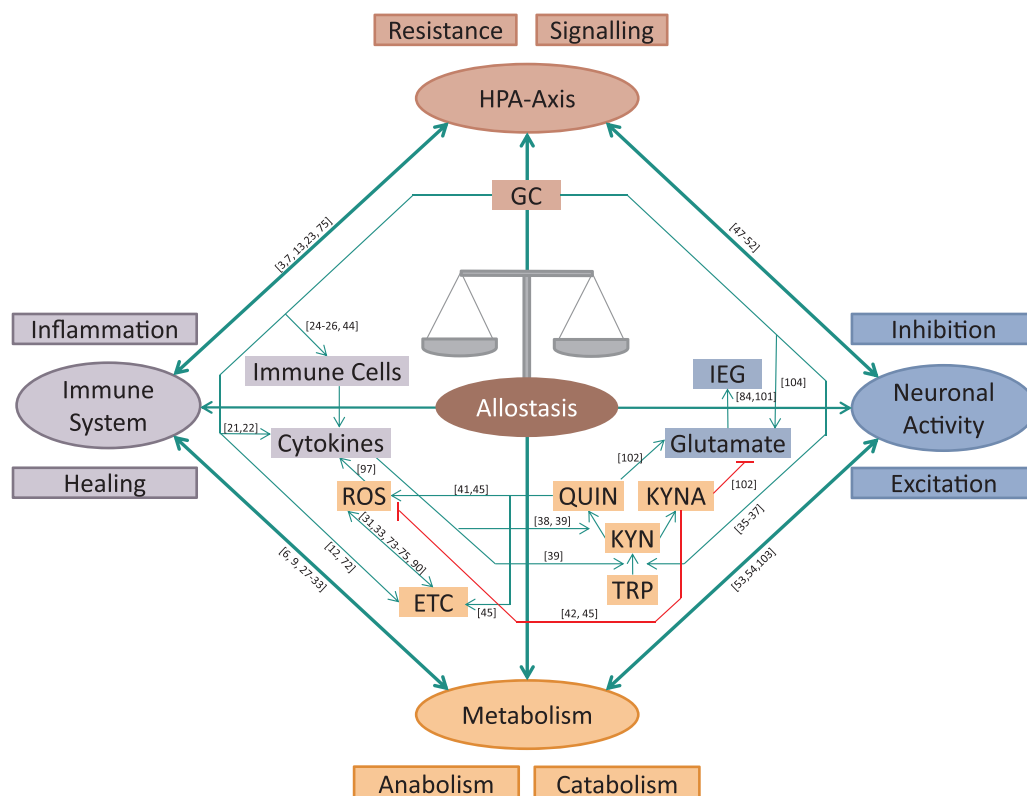 Resistance
Signalling
HPA-Axis
GC
[3,7, 13,23, 75]
[47-52]
Inflammation
[24-26, 44]
Inhibition
Immune Cells
IEG
[104]
Immune
System
Allostasis
[84,101]
Neuronal
Activity
[21,22]
Cytokines
Glutamate
[97]
[102]
[102]
Healing
ROS
[41,45]
QUIN
KYNA
Excitation
[31,33,73-75,90]
[38, 39]
KYN
[35-37]
[12, 72]
[39]
[6, 9, 27-33]
TRP
[53,54,103]
ETC
[45]
[42, 45]
Metabolism
Anabolism
Catabolism